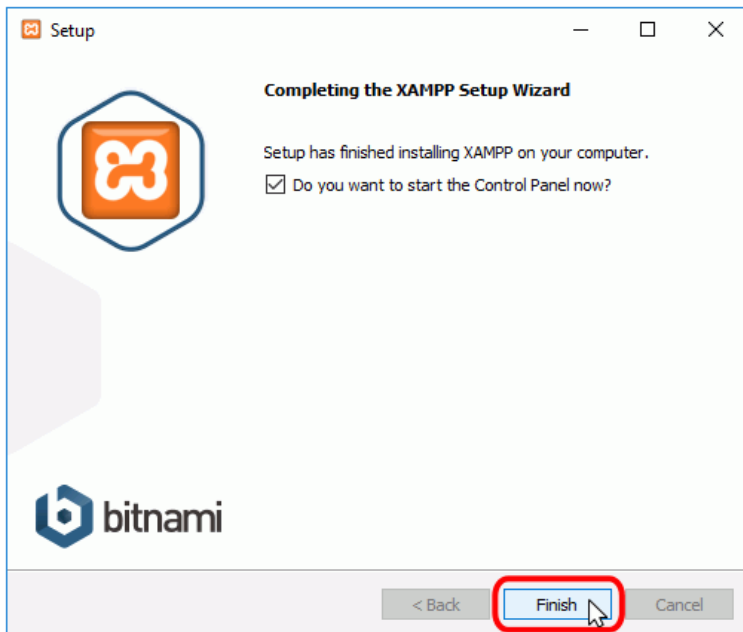 Setup
Completing the XAMPP Setup Wizard
Setup has finished installing XAMPP on your computer.
Do you want to start the Control Panel now?
bitnami
< Back Finish Cancel